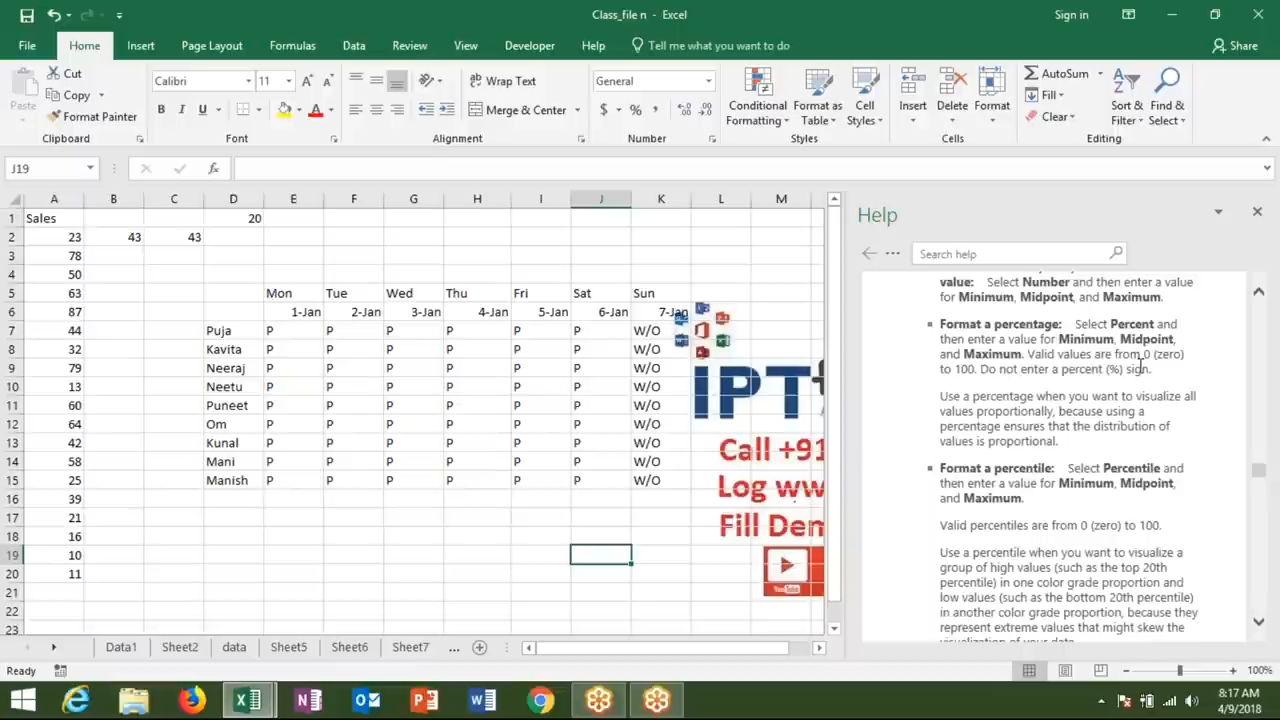 Class_file n - Excel
Sign in
File Home Insert Page Layout Formulas Data Review View Developer Help Tell me what you want to do Share
Paste
Cut
Copy
Format Painter
Calibri 11
B I U
Wrap Text
Merge & Center
General
$ % ,
Conditional Formatting
Format as Table
Cell Styles
Insert
Delete
Format
AutoSum
Fill
Clear
Sort & Filter
Find & Select
Clipboard Font Alignment Number Styles Cells Editing
J19 fx
A B C D E F G H I J K L M
1 Sales 20
2 23 43 43
3 78
4 50
5 63 Mon Tue Wed Thu Fri Sat Sun
6 87 1-Jan 2-Jan 3-Jan 4-Jan 5-Jan 6-Jan 7-Jan
7 44 Puja P P P P P P W/O
8 32 Kavita P P P P P P W/O
9 79 Neeraj P P P P P P W/O
10 13 Neetu P P P P P P W/O
11 60 Puneet P P P P P P W/O
12 64 Om P P P P P P W/O
13 42 Kunal P P P P P P W/O
14 58 Mani P P P P P P W/O
15 25 Manish P P P P P P W/O
16 39
17 21
18 16
19 10
20 11
21
22
23
IPT
Call +91
Log ww
Fill Dem
YouTube
Help
Search help
value: Select Number and then enter a value
for Minimum, Midpoint, and Maximum.
Format a percentage: Select Percent and
then enter a value for Minimum, Midpoint,
and Maximum. Valid values are from 0 (zero)
to 100. Do not enter a percent (%) sign.
Use a percentage when you want to visualize all
values proportionally, because using a
percentage ensures that the distribution of
values is proportional.
Format a percentile: Select Percentile and
then enter a value for Minimum, Midpoint,
and Maximum.
Valid percentiles are from 0 (zero) to 100.
Use a percentile when you want to visualize a
group of high values (such as the top 20th
percentile) in one color grade proportion and
low values (such as the bottom 20th percentile)
in another color grade proportion, because they
represent extreme values that might skew the
visualization of your data.
Data1 Sheet2 data Sheet5 Sheet6 Sheet7 ...
Ready
100%
8:17 AM
4/9/2018